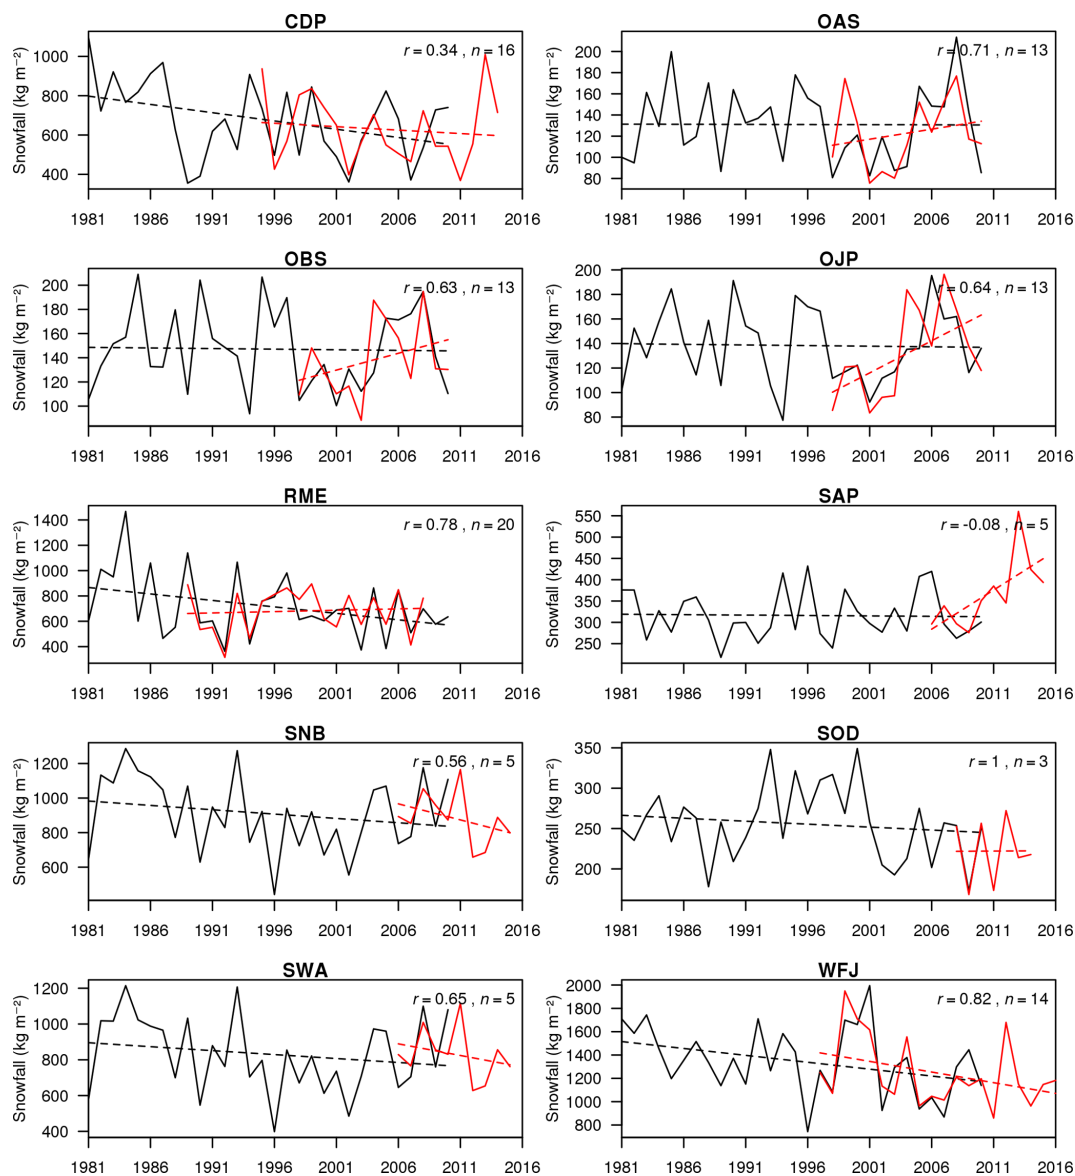 CDP
Snowfall (kg m⁻²)
1000
800
600
400
r = 0.34 , n = 16
1981 1986 1991 1996 2001 2006 2011 2016
OAS
Snowfall (kg m⁻²)
200
180
160
140
120
100
80
r = 0.71 , n = 13
1981 1986 1991 1996 2001 2006 2011 2016
OBS
Snowfall (kg m⁻²)
200
180
160
140
120
100
r = 0.63 , n = 13
1981 1986 1991 1996 2001 2006 2011 2016
OJP
Snowfall (kg m⁻²)
200
180
160
140
120
100
80
r = 0.64 , n = 13
1981 1986 1991 1996 2001 2006 2011 2016
RME
Snowfall (kg m⁻²)
1400
1200
1000
800
600
400
r = 0.78 , n = 20
1981 1986 1991 1996 2001 2006 2011 2016
SAP
Snowfall (kg m⁻²)
550
500
450
400
350
300
250
r = -0.08 , n = 5
1981 1986 1991 1996 2001 2006 2011 2016
SNB
Snowfall (kg m⁻²)
1200
1000
800
600
r = 0.56 , n = 5
1981 1986 1991 1996 2001 2006 2011 2016
SOD
Snowfall (kg m⁻²)
350
300
250
200
r = 1 , n = 3
1981 1986 1991 1996 2001 2006 2011 2016
SWA
Snowfall (kg m⁻²)
1200
1000
800
600
400
r = 0.65 , n = 5
1981 1986 1991 1996 2001 2006 2011 2016
WFJ
Snowfall (kg m⁻²)
2000
1800
1600
1400
1200
1000
800
r = 0.82 , n = 14
1981 1986 1991 1996 2001 2006 2011 2016